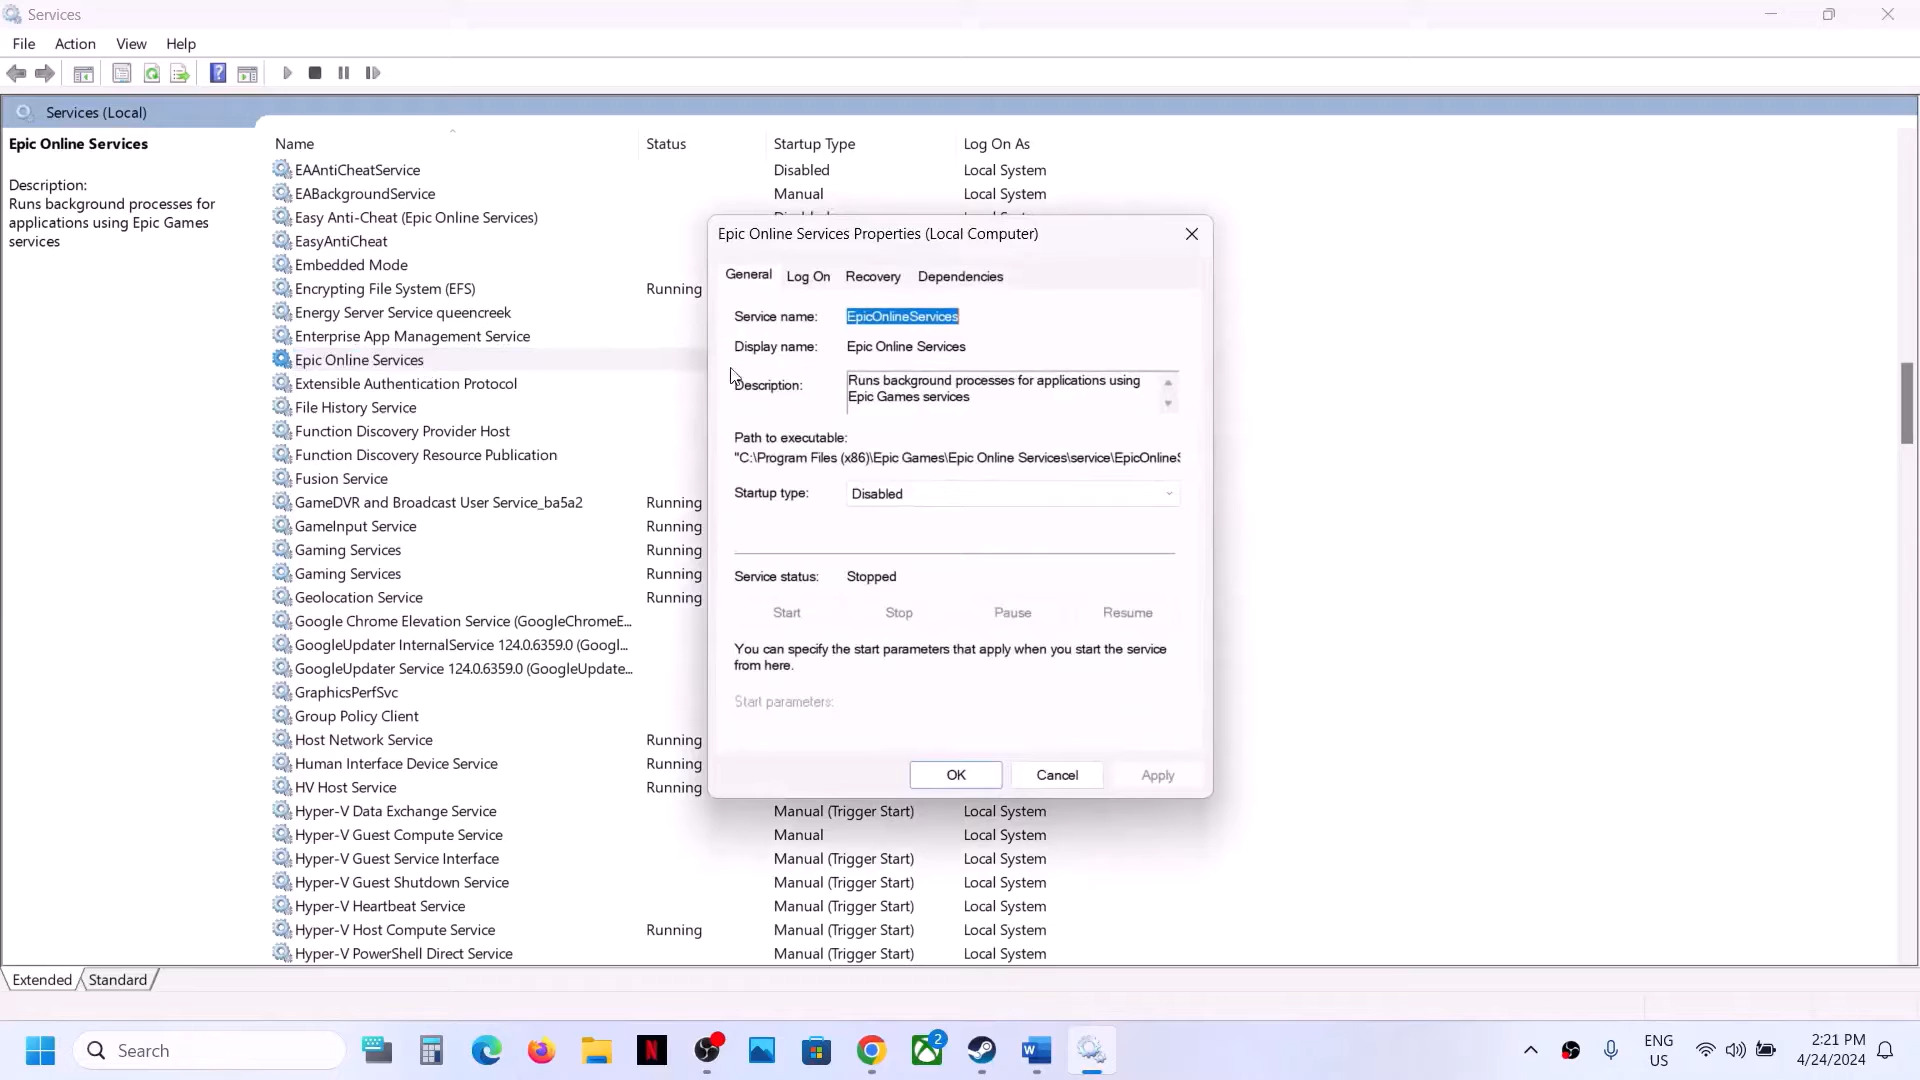 Services
File Action View Help
Services (Local)
Epic Online Services
Description:
Runs background processes for
applications using Epic Games
services
Name Status Startup Type Log On As
EAAntiCheatService Disabled Local System
EABackgroundService Manual Local System
Easy Anti-Cheat (Epic Online Services)
EasyAntiCheat
Embedded Mode
Encrypting File System (EFS) Running
Energy Server Service queencreek
Enterprise App Management Service
Epic Online Services
Extensible Authentication Protocol
File History Service
Function Discovery Provider Host
Function Discovery Resource Publication
Fusion Service
GameDVR and Broadcast User Service_ba5a2 Running
GameInput Service Running
Gaming Services Running
Gaming Services Running
Geolocation Service Running
Google Chrome Elevation Service (GoogleChromeE...
GoogleUpdater InternalService 124.0.6359.0 (Googl...
GoogleUpdater Service 124.0.6359.0 (GoogleUpdate...
GraphicsPerfSvc
Group Policy Client
Host Network Service Running
Human Interface Device Service Running
HV Host Service Running
Hyper-V Data Exchange Service Manual (Trigger Start) Local System
Hyper-V Guest Compute Service Manual Local System
Hyper-V Guest Service Interface Manual (Trigger Start) Local System
Hyper-V Guest Shutdown Service Manual (Trigger Start) Local System
Hyper-V Heartbeat Service Manual (Trigger Start) Local System
Hyper-V Host Compute Service Running Manual (Trigger Start) Local System
Hyper-V PowerShell Direct Service Manual (Trigger Start) Local System
Epic Online Services Properties (Local Computer)
General Log On Recovery Dependencies
Service name: EpicOnlineServices
Display name: Epic Online Services
Description: Runs background processes for applications using
Epic Games services
Path to executable:
"C:\Program Files (x86)\Epic Games\Epic Online Services\service\EpicOnlineS
Startup type: Disabled
Service status: Stopped
Start Stop Pause Resume
You can specify the start parameters that apply when you start the service
from here.
Start parameters:
OK Cancel Apply
Extended Standard
Search
2
ENG
US
2:21 PM
4/24/2024